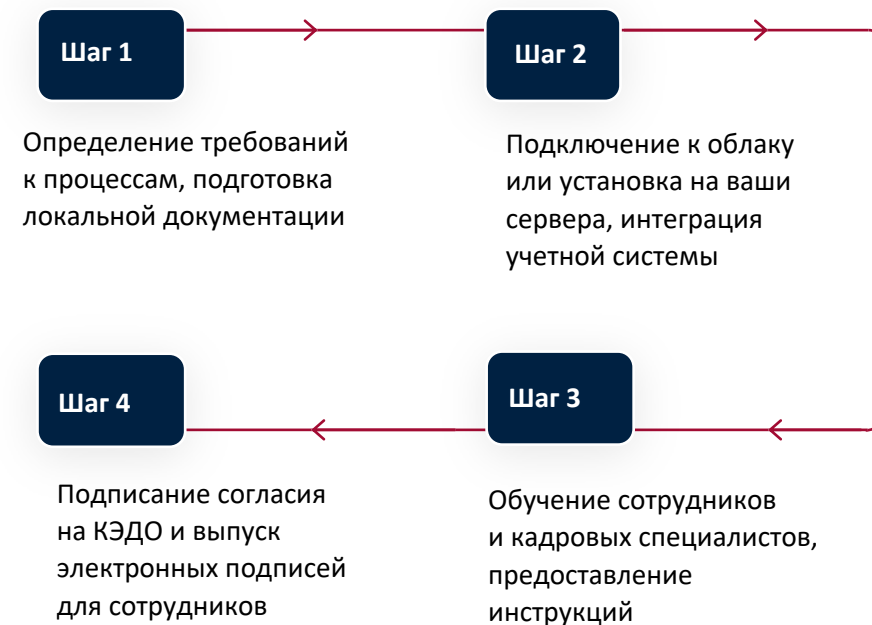 Шаг 1
Определение требований
к процессам, подготовка
локальной документации
Шаг 2
Подключение к облаку
или установка на ваши
сервера, интеграция
учетной системы
Шаг 3
Обучение сотрудников
и кадровых специалистов,
предоставление
инструкций
Шаг 4
Подписание согласия
на КЭДО и выпуск
электронных подписей
для сотрудников